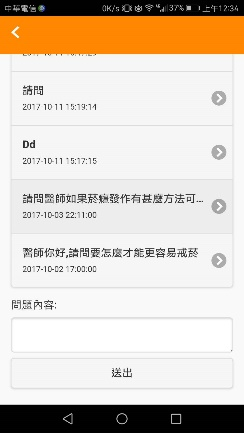 中華電信 0K/s 37% 上午12:34
請問
2017-10-11 15:19:14
Dd
2017-10-11 15:17:15
請問醫師如果菸癮發作有甚麼方法可...
2017-10-03 22:11:00
醫師你好,請問要怎麼才能更容易戒菸
2017-10-02 17:00:00
問題內容:
送出